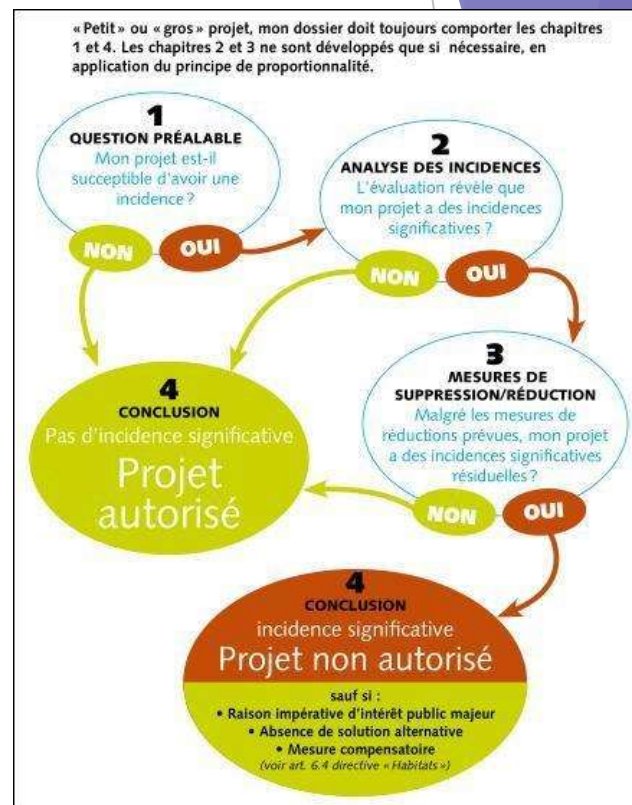 « Petit » ou « gros » projet, mon dossier doit toujours comporter les chapitres
1 et 4. Les chapitres 2 et 3 ne sont développés que si nécessaire, en
application du principe de proportionnalité.
1
QUESTION PRÉALABLE
Mon projet est-il
succeptible d'avoir une
incidence ?
NON
OUI
2
ANALYSE DES INCIDENCES
L'évaluation révèle que
mon projet a des incidences
significatives ?
NON
OUI
3
MESURES DE
SUPPRESSION/RÉDUCTION
Malgré les mesures de
réductions prévues, mon projet
a des incidences significatives
résiduelles ?
NON
OUI
4
CONCLUSION
Pas d'incidence significative
Projet
autorisé
4
CONCLUSION
incidence significative
Projet non autorisé
sauf si :
• Raison impérative d'intérêt public majeur
• Absence de solution alternative
• Mesure compensatoire
(voir art. 6.4 directive « Habitats »)